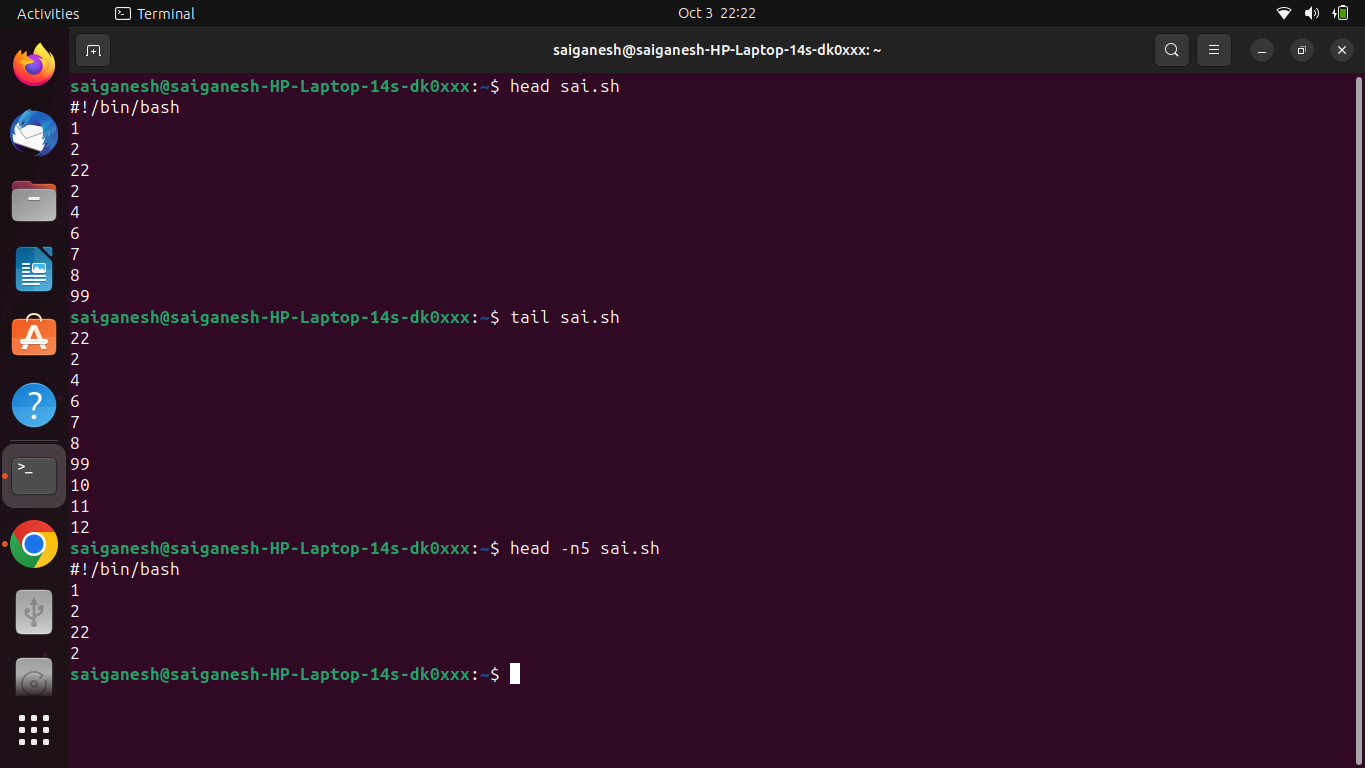 Activities Terminal Oct 3 22:22
saiganesh@saiganesh-HP-Laptop-14s-dk0xxx: ~
saiganesh@saiganesh-HP-Laptop-14s-dk0xxx:~$ head sai.sh
#!/bin/bash
1
2
22
2
4
6
7
8
99
saiganesh@saiganesh-HP-Laptop-14s-dk0xxx:~$ tail sai.sh
22
2
4
6
7
8
99
10
11
12
saiganesh@saiganesh-HP-Laptop-14s-dk0xxx:~$ head -n5 sai.sh
#!/bin/bash
1
2
22
2
saiganesh@saiganesh-HP-Laptop-14s-dk0xxx:~$